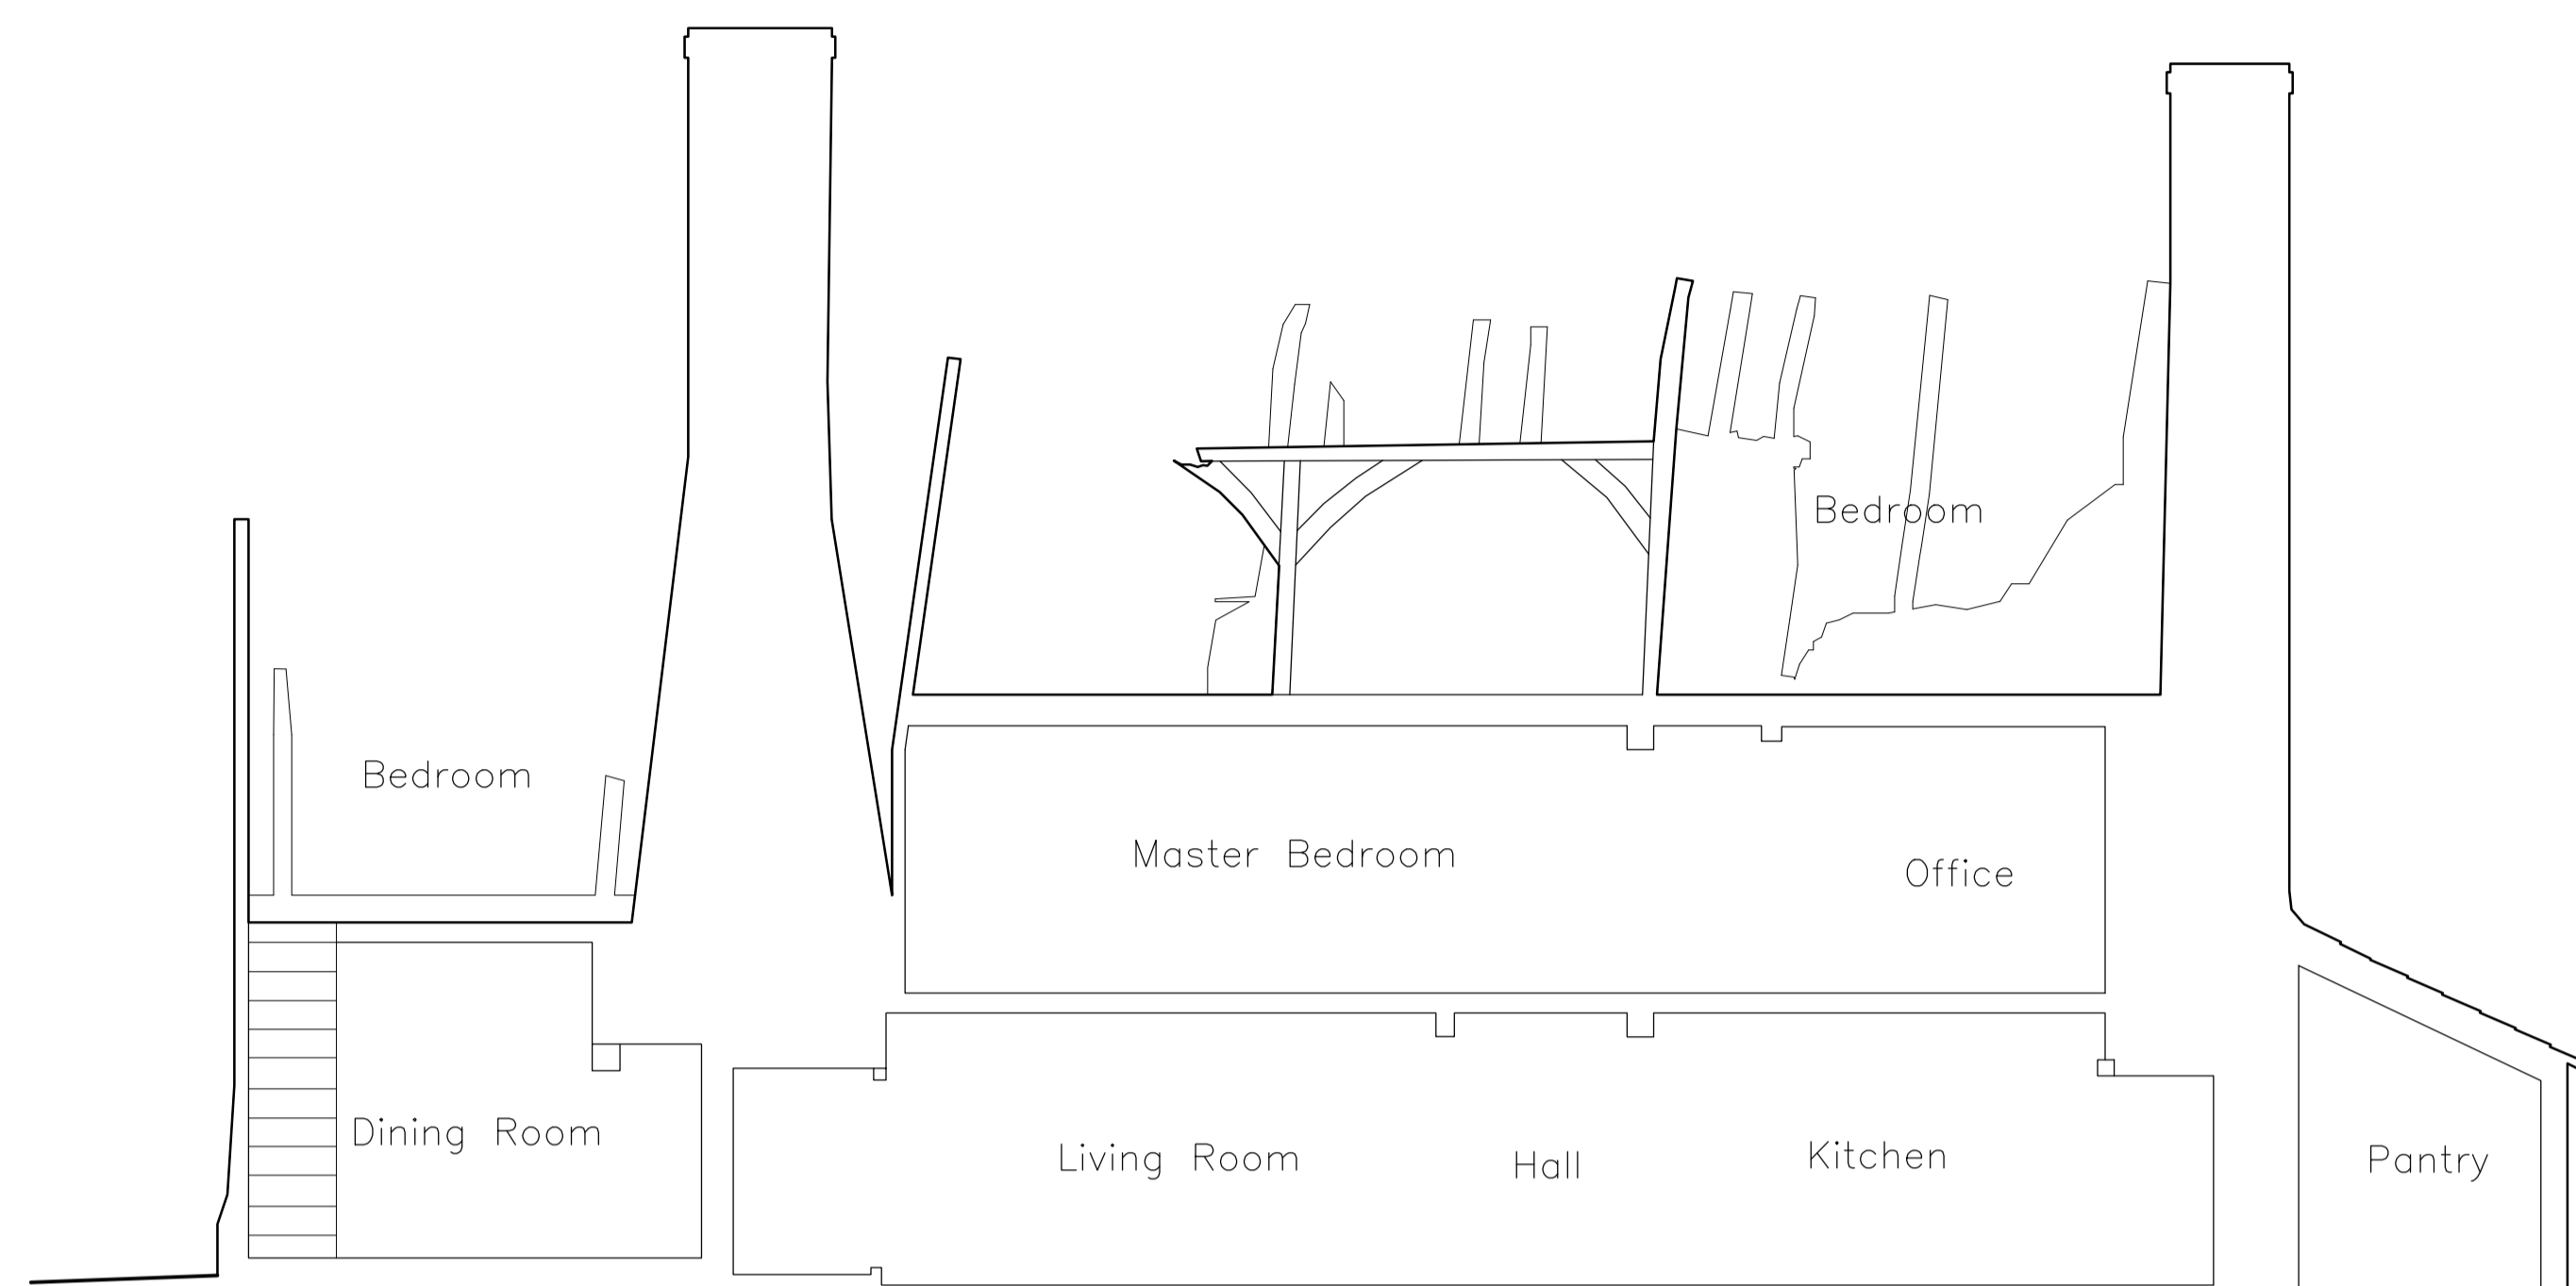 Bedroom
Bedroom
Master Bedroom
Office
Dining Room
Living Room
Hall
Kitchen
Pantry